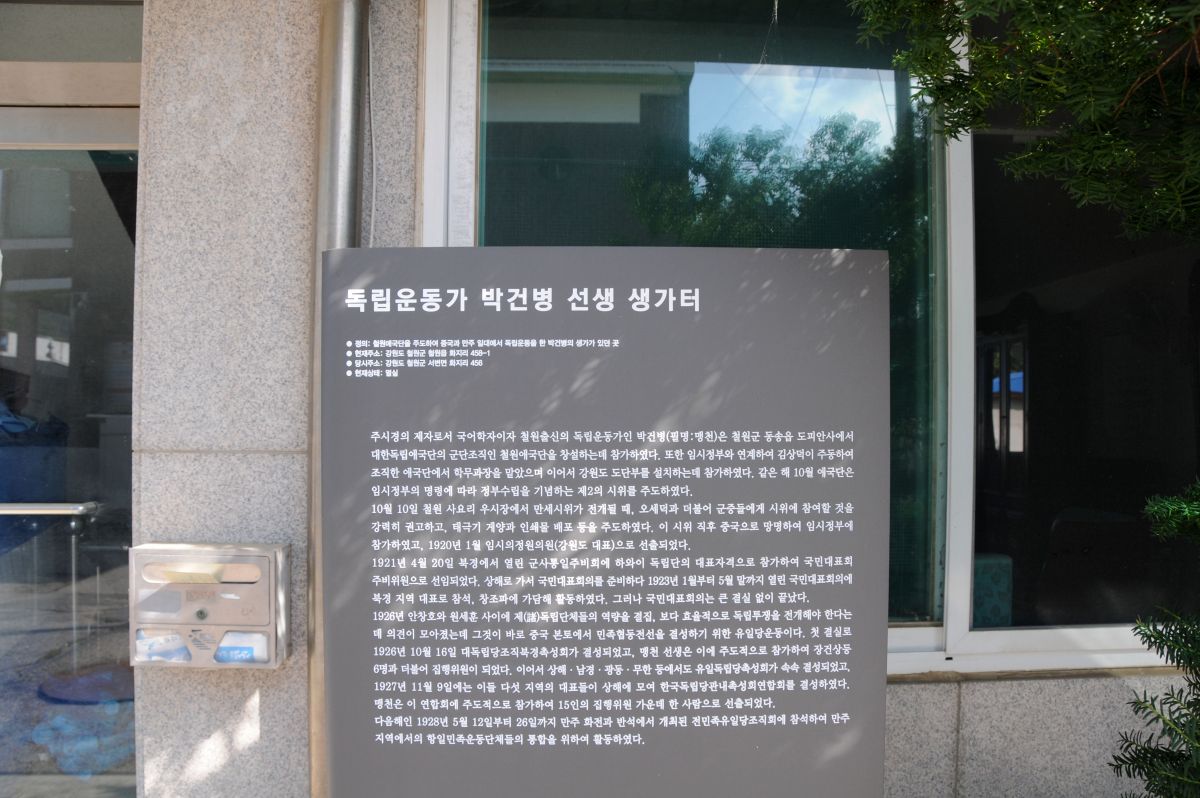 독립운동가 박건병 선생 생가터
● 정의: 철원애국단을 주도하여 중국과 만주 일대에서 독립운동을 한 박건병의 생가가 있던 곳
● 현재주소: 강원도 철원군 철원읍 화지리 458-1
● 당시주소: 강원도 철원군 서변면 화지리 456
● 현재상태: 멸실
주시경의 제자로서 국어학자이자 철원출신의 독립운동가인 박건병(필명:맹천)은 철원군 동송읍 도피안사에서
대한독립애국단의 군단조직인 철원애국단을 창설하는데 참가하였다. 또한 임시정부와 연계하여 김상덕이 주동하여
조직한 애국단에서 학무과장을 맡았으며 이어서 강원도 도단부를 설치하는데 참가하였다. 같은 해 10월 애국단은
임시정부의 명령에 따라 정부수립을 기념하는 제2의 시위를 주도하였다.
10월 10일 철원 사요리 우시장에서 만세시위가 전개될 때, 오세덕과 더불어 군중들에게 시위에 참여할 것을
강력히 권고하고, 태극기 게양과 인쇄물 배포 등을 주도하였다. 이 시위 직후 중국으로 망명하여 임시정부에
참가하였고, 1920년 1월 임시의정원의원(강원도 대표)으로 선출되었다.
1921년 4월 20일 북경에서 열린 군사통일주비회에 하와이 독립단의 대표자격으로 참가하여 국민대표회
주비위원으로 선임되었다. 상해로 가서 국민대표회의를 준비하다 1923년 1월부터 5월 말까지 열린 국민대표회의에
북경 지역 대표로 참석, 창조파에 가담해 활동하였다. 그러나 국민대표회의는 큰 결실 없이 끝났다.
1926년 안창호와 원세훈 사이에 제(諸)독립단체들의 역량을 결집, 보다 효율적으로 독립투쟁을 전개해야 한다는
데 의견이 모아졌는데 그것이 바로 중국 본토에서 민족협동전선을 결성하기 위한 유일당운동이다. 첫 결실로
1926년 10월 16일 대독립당조직북경촉성회가 결성되었고, 맹천 선생은 이에 주도적으로 참가하여 장건상등
6명과 더불어 집행위원이 되었다. 이어서 상해·남경·광동·무한 등에서도 유일독립당촉성회가 속속 결성되었고,
1927년 11월 9일에는 이들 다섯 지역의 대표들이 상해에 모여 한국독립당관내촉성회연합회를 결성하였다.
맹천은 이 연합회에 주도적으로 참가하여 15인의 집행위원 가운데 한 사람으로 선출되었다.
다음해인 1928년 5월 12일부터 26일까지 만주 화전과 반석에서 개최된 전민족유일당조직회에 참석하여 만주
지역에서의 항일민족운동단체들의 통합을 위하여 활동하였다.